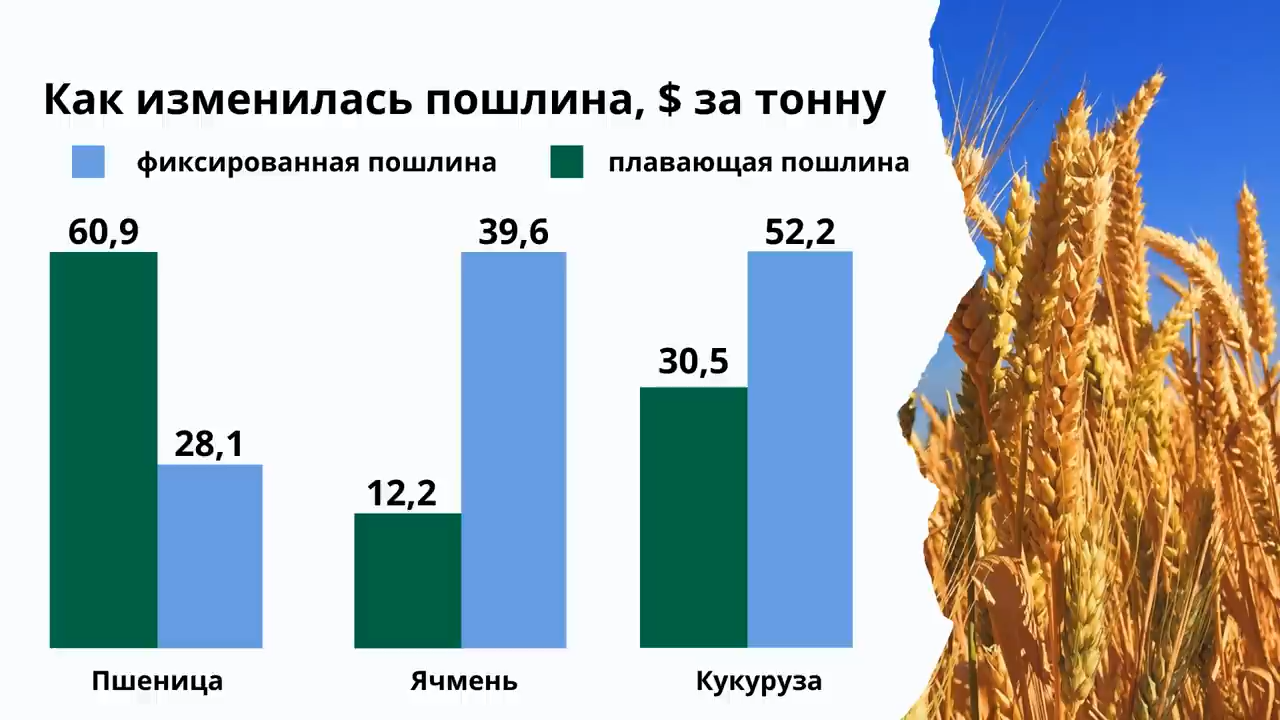 Как изменилась пошлина, $ за тонну
фиксированная пошлина плавающая пошлина
60,9 39,6 52,2
30,5
28,1
12,2
Пшеница Ячмень Кукуруза